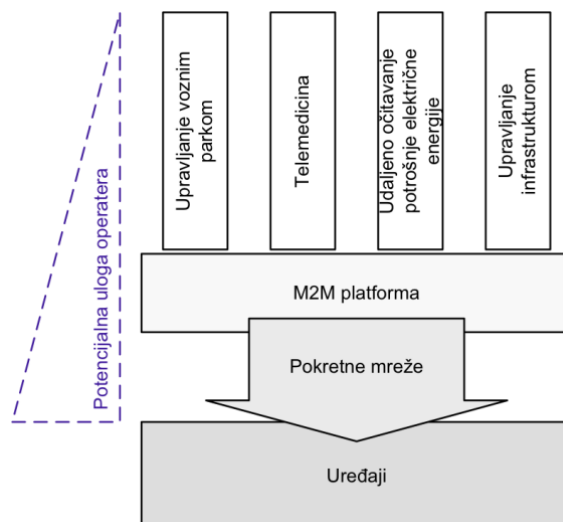 Potencijalna uloga operatera
Upravljanje voznim
parkom
Telemedicina
Udaljeno očitavanje
potrošnje električne
energije
Upravljanje
infrastrukturom
M2M platforma
Pokretne mreže
Uređaji